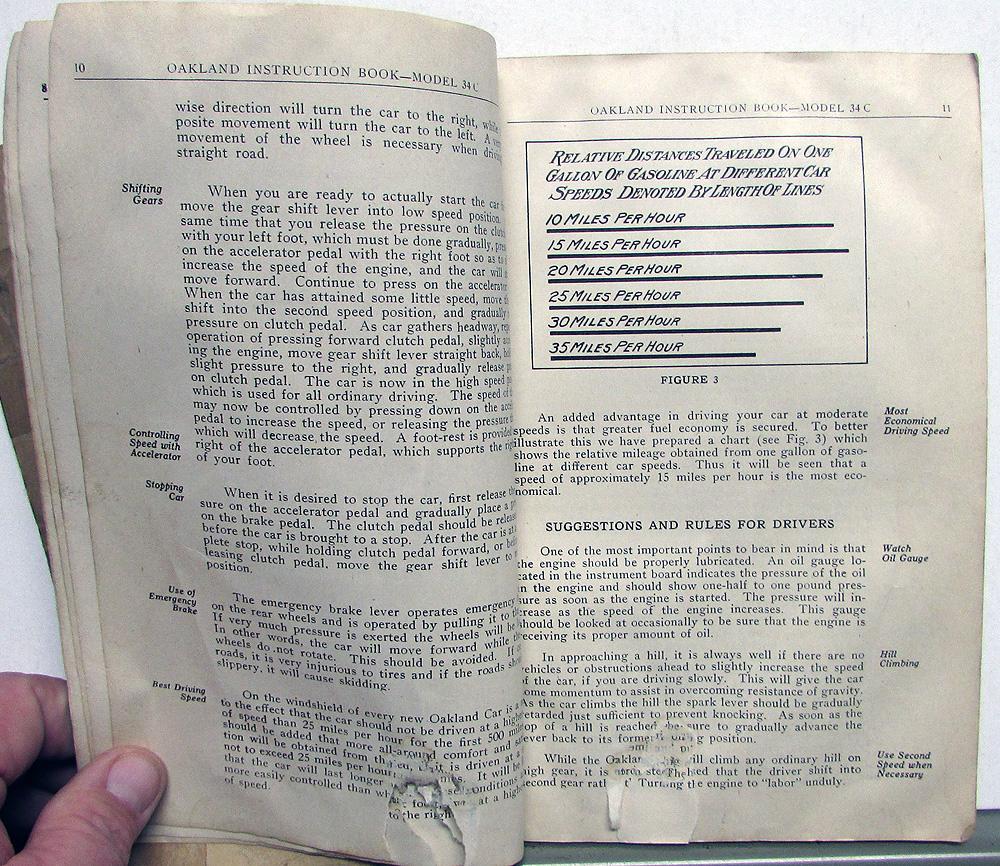 8
10
OAKLAND INSTRUCTION BOOK—MODEL 34 C
wise direction will turn the car to the right, while
posite movement will turn the car to the left. A
movement of the wheel is necessary when
straight road.
Shifting
Gears
When you are ready to actually start the car
move the gear shift lever into low speed position.
same time that you release the pressure on the
with your left foot, which must be done gradually,
on the accelerator pedal with the right foot so as to
increase the speed of the engine, and the car will
move forward. Continue to press on the accelerator
When the car has attained some little speed, move
shift into the second speed position, and gradually
pressure on clutch pedal. As car gathers headway,
operation of pressing forward clutch pedal, slightly
ing the engine, move gear shift lever straight back,
slight pressure to the right, and gradually release
on clutch pedal. The car is now in the high speed
which is used for all ordinary driving. The speed of
may now be controlled by pressing down on the
pedal to increase the speed, or releasing the pressure
which will decrease the speed. A foot-rest is provided
right of the accelerator pedal, which supports the
of your foot.
Controlling
Speed with
Accelerator
Stopping
Car
When it is desired to stop the car, first release
sure on the accelerator pedal and gradually place a
on the brake pedal. The clutch pedal should be
before the car is brought to a stop. After the car is at
plete stop, while holding clutch pedal forward, or
leasing clutch pedal, move the gear shift lever to
position.
Use of
Emergency
Brake
The emergency brake lever operates emergency
on the rear wheels and is operated by pulling it to
If very much pressure is exerted the wheels will be
In other words, the car will move forward while
wheels do not rotate. This should be avoided. If
roads, it is very injurious to tires and if the roads
slippery, it will cause skidding.
Best Driving
Speed
On the windshield of every new Oakland Car is
to the effect that the car should not be driven at a
of speed than 25 miles per hour for the first 500
should be added that more all-around comfort and
tion will be obtained from the car, if it is driven at
not to exceed 25 miles per hour It will be
that the car will last longer conditions
more easily controlled than at a high
of speed.
to the right
OAKLAND INSTRUCTION BOOK—MODEL 34 C
11
RELATIVE DISTANCES TRAVELED ON ONE
GALLON OF GASOLINE AT DIFFERENT CAR
SPEEDS DENOTED BY LENGTH OF LINES
10 MILES PER HOUR
15 MILES PER HOUR
20 MILES PER HOUR
25 MILES PER HOUR
30 MILES PER HOUR
35 MILES PER HOUR
FIGURE 3
Most
Economical
Driving Speed
An added advantage in driving your car at moderate
speeds is that greater fuel economy is secured. To better
illustrate this we have prepared a chart (see Fig. 3) which
shows the relative mileage obtained from one gallon of gaso-
line at different car speeds. Thus it will be seen that a
speed of approximately 15 miles per hour is the most eco-
nomical.
SUGGESTIONS AND RULES FOR DRIVERS
Watch
Oil Gauge
One of the most important points to bear in mind is that
the engine should be properly lubricated. An oil gauge lo-
cated in the instrument board indicates the pressure of the oil
in the engine and should show one-half to one pound pres-
sure as soon as the engine is started. The pressure will in-
crease as the speed of the engine increases. This gauge
should be looked at occasionally to be sure that the engine is
receiving its proper amount of oil.
Hill
Climbing
In approaching a hill, it is always well if there are no
vehicles or obstructions ahead to slightly increase the speed
of the car, if you are driving slowly. This will give the car
some momentum to assist in overcoming resistance of gravity.
As the car climbs the hill the spark lever should be gradually
retarded just sufficient to prevent knocking. As soon as the
top of a hill is reached, be sure to gradually advance the
lever back to its former position.
Use Second
Speed when
Necessary
While the Oakland will climb any ordinary hill on
high gear, it is that the driver shift into
second gear Turning the engine to "labor" unduly.